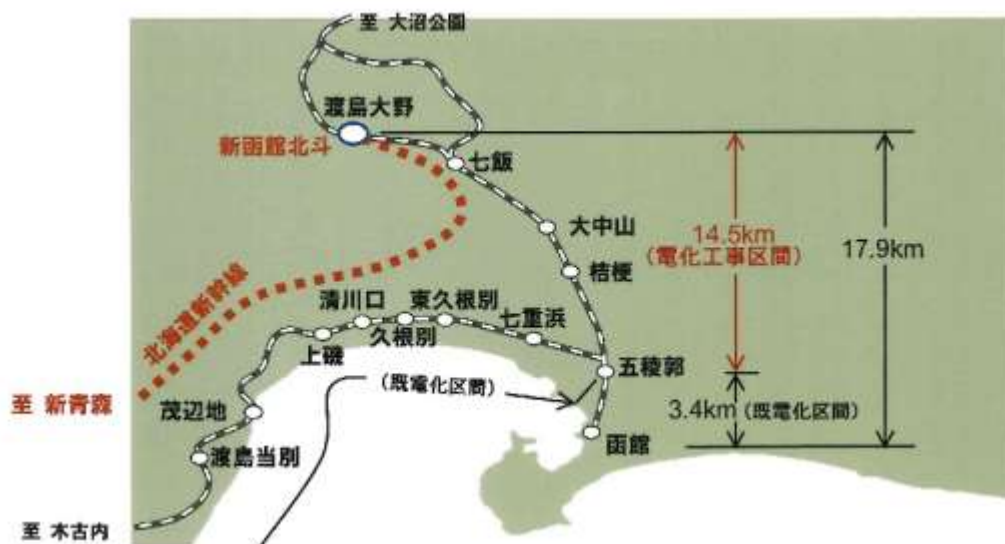 至 大沼公園
渡島大野
新函館北斗
七飯
大中山
14.5km
(電化工事区間)
17.9km
桔梗
北海道新幹線
清川口
東久根別
七重浜
久根別
上磯
五稜郭
(既電化区間)
至 新青森
茂辺地
3.4km (既電化区間)
函館
渡島当別
至 木古内